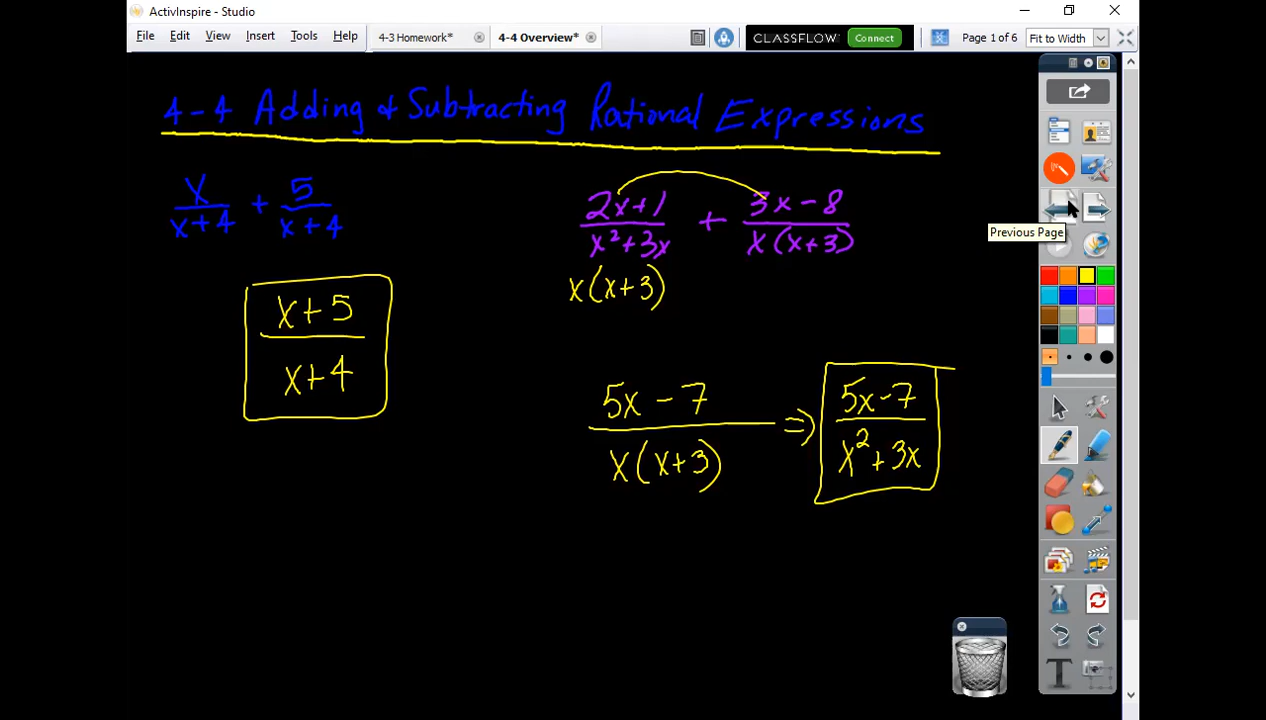 ActivInspire - Studio
File Edit View Insert Tools Help
4-3 Homework* 4-4 Overview* CLASSFLOW Connect Page 1 of 6 Fit to Width
4-4 Adding & Subtracting Rational Expressions
x/x+4 + 5/x+4
2x+1/x²+3x + 3x-8/x(x+3)
Previous Page
x(x+3)
x+5
x+4
5x - 7
x(x+3)
⇒
5x-7
x²+3x